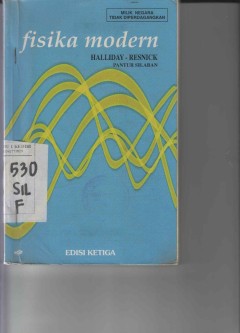 MILIK NEGARA
TIDAK DIPERDAGANGKAN
fisika modern
HALLIDAY - RESNICK
PANTUR SILABAN
530
SIL
F
EDISI KETIGA